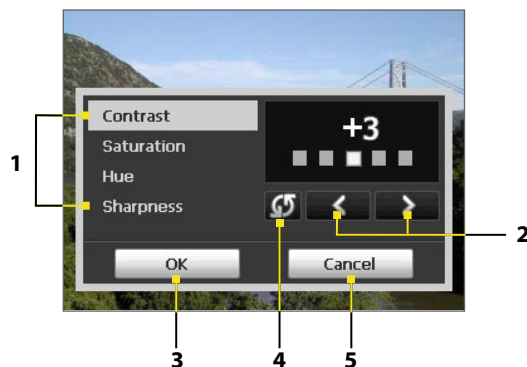 Contrast
+3
Saturation
Hue
Sharpness
OK
Cancel
1
2
3
4
5